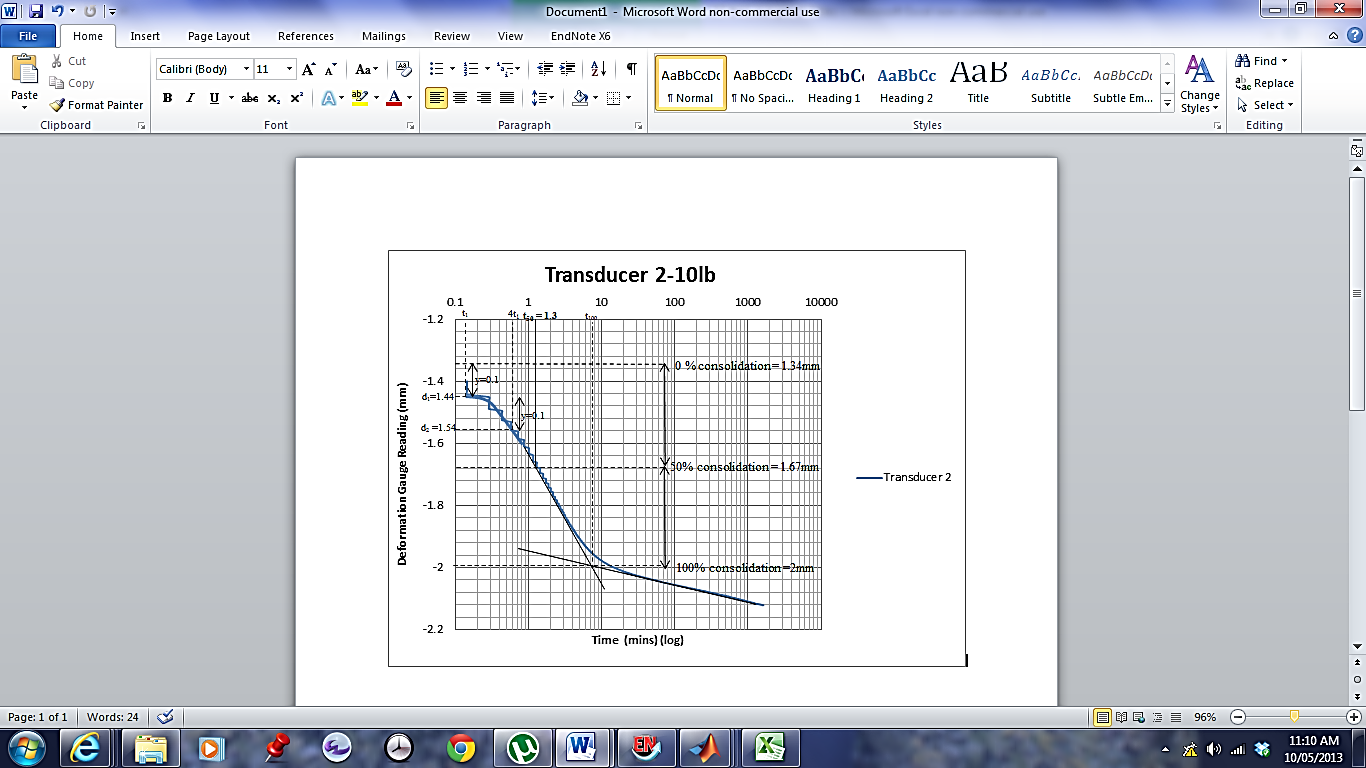 Document1 - Microsoft Word non-commercial use
File Home Insert Page Layout References Mailings Review View EndNote X6
Paste
Cut
Copy
Format Painter
Clipboard
Calibri (Body) 11
Font
Paragraph
AaBbCcDc AaBbCcDc AaBbCc AaBbCc AaB AaBbCc. AaBbCcDc
¶ Normal ¶ No Spaci... Heading 1 Heading 2 Title Subtitle Subtle Em...
Styles
Change Styles
Find
Replace
Select
Editing
Transducer 2-10lb
0.1 1 10 100 1000 10000
t₁ 4t₁ t₅₀ = 1.3 t₁₀₀
-1.2
0 % consolidation = 1.34mm
-1.4 y=0.1
d₁=1.44
y=0.1
d₂ =1.54
-1.6
50% consolidation = 1.67mm
Transducer 2
-1.8
-2 100% consolidation =2mm
-2.2
Deformation Gauge Reading (mm)
Time (mins) (log)
Page: 1 of 1 Words: 24 96%
11:10 AM
10/05/2013